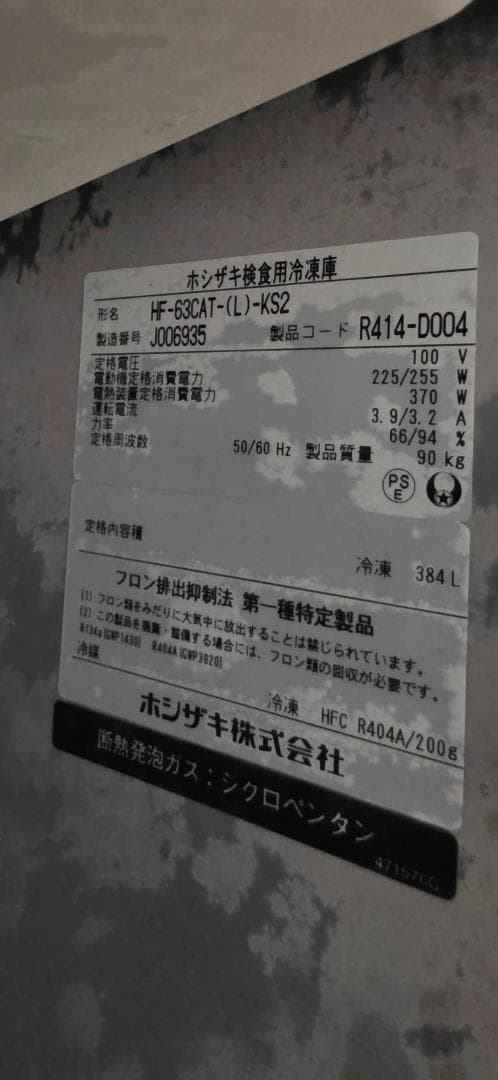 ホシザキ検食用冷凍庫
形名 HF-63CAT-(L)-KS2
製造番号 J006935 製品コード R414-D004
定格電圧 100 V
電動機定格消費電力 225/255 W
電熱装置定格消費電力 370 W
運転電流 3.9/3.2 A
力率 66/94 %
定格周波数 50/60 Hz 製品質量 90 kg
PS
E
定格内容積 冷凍 384 L
フロン排出抑制法 第一種特定製品
(1) フロン類をみだりに大気中に放出することは禁じられています。
(2) この製品を廃棄・整備する場合には、フロン類の回収が必要です。
R134a(GWP1430) R404A(GWP3920)
冷媒 冷凍 HFC R404A/200g
ホシザキ株式会社
断熱発泡ガス：シクロペンタン